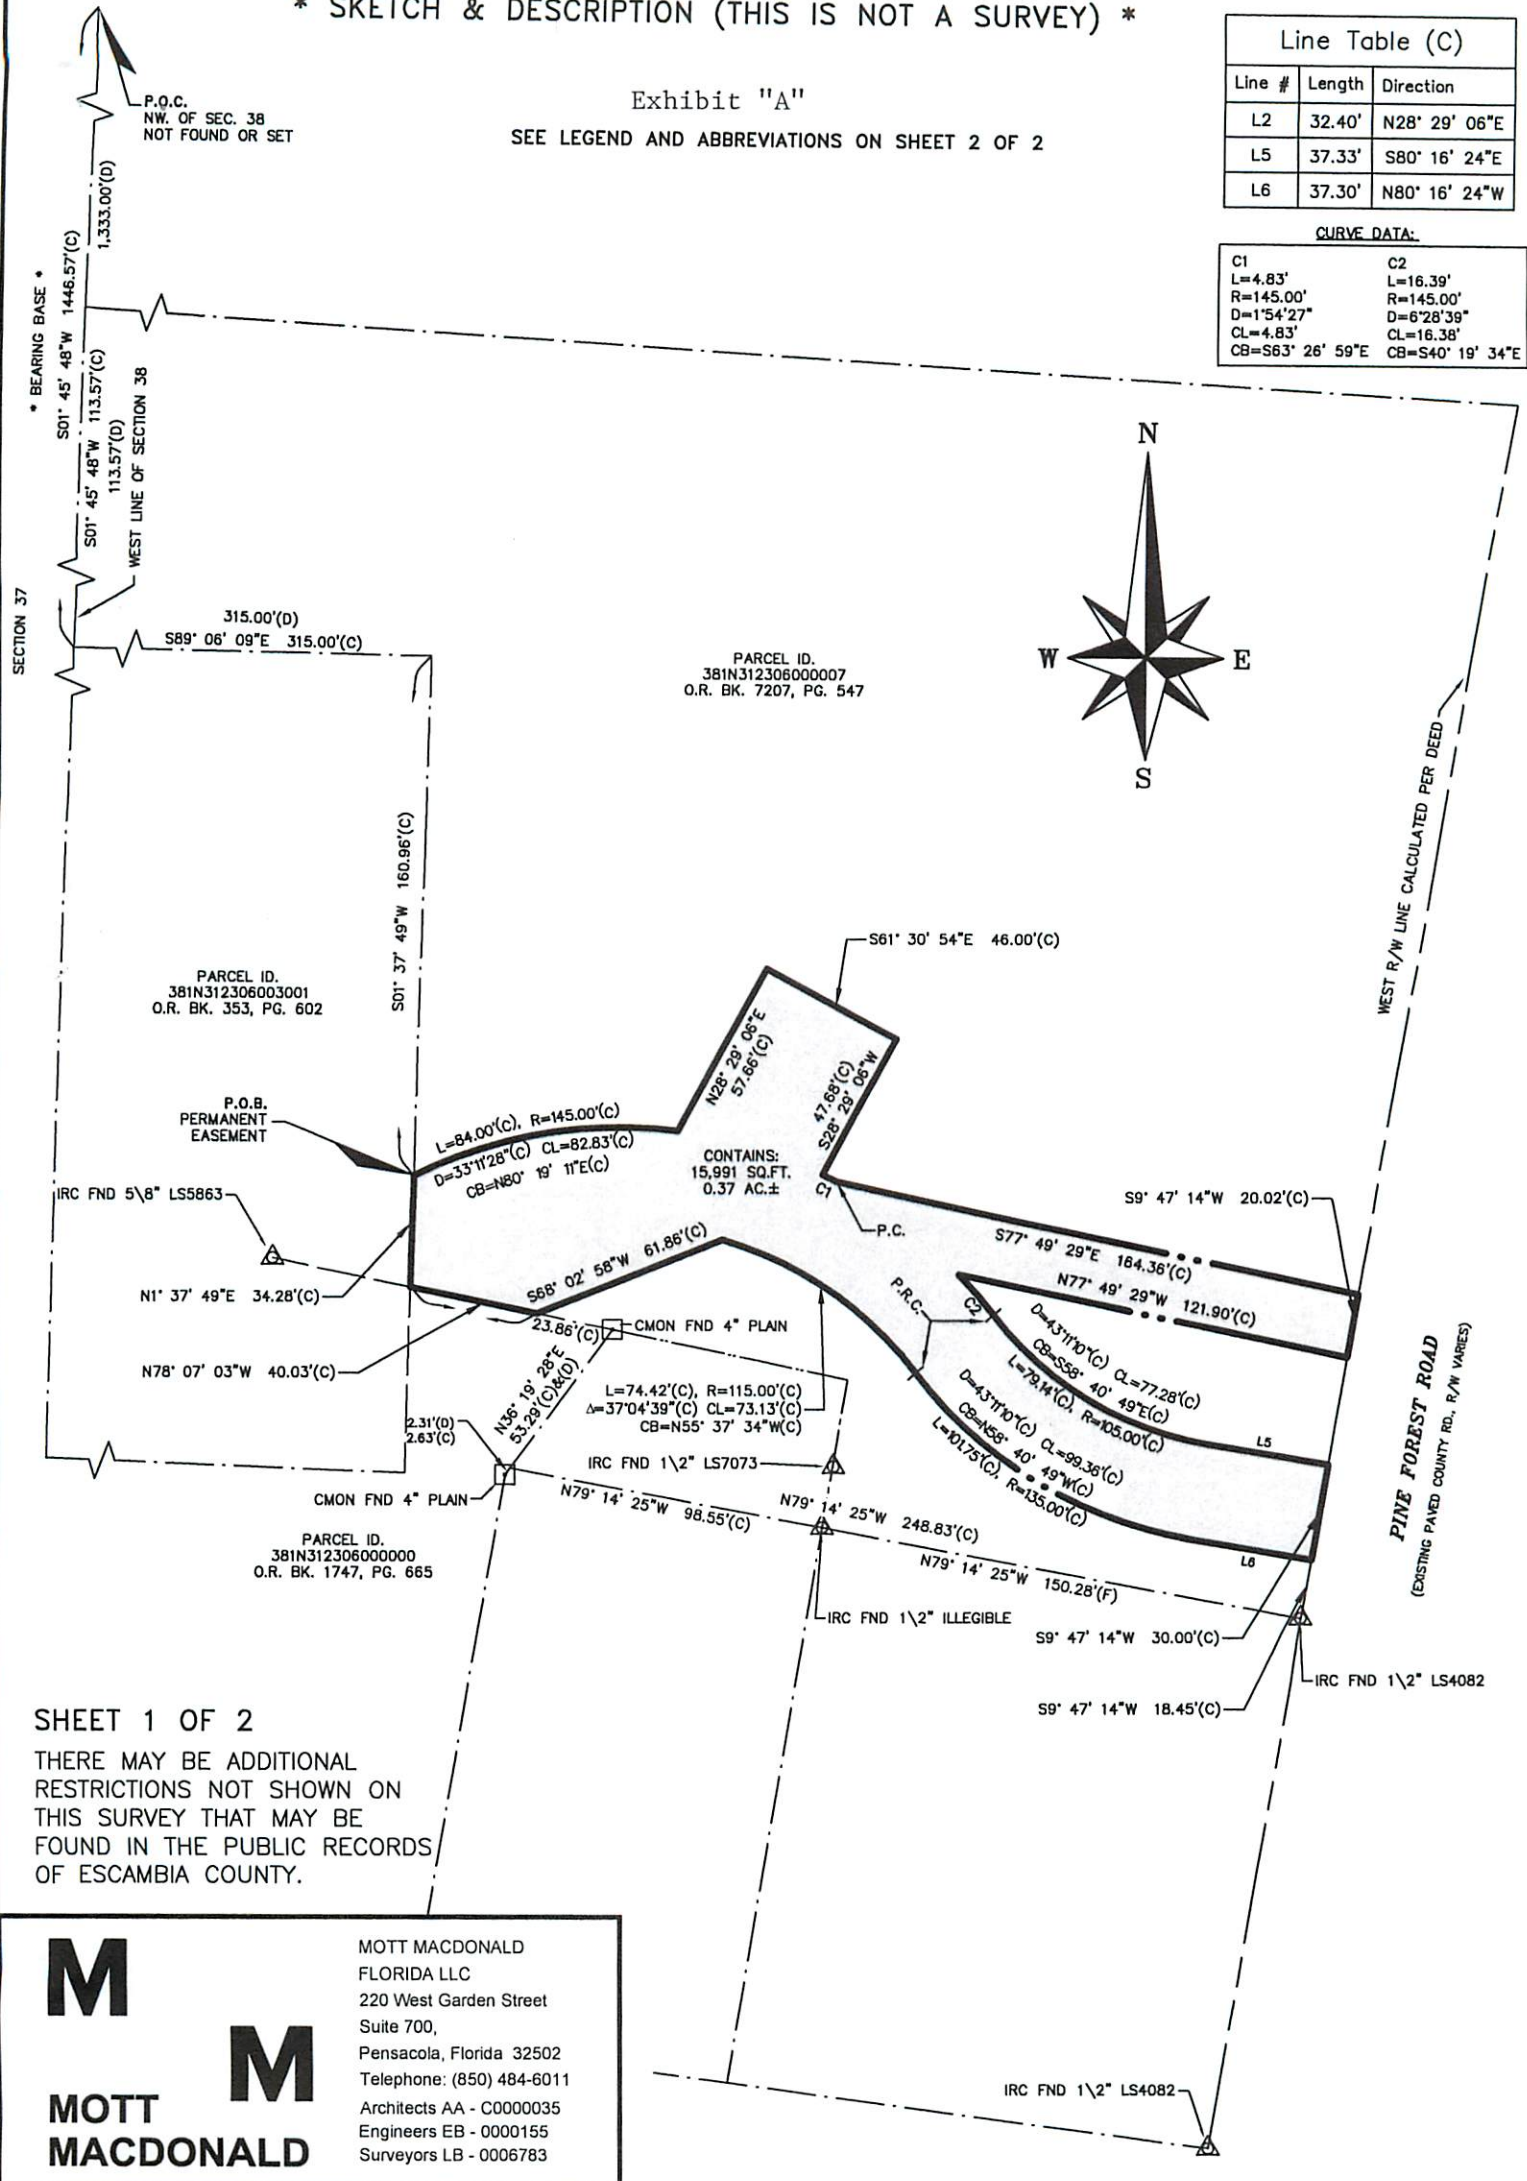 * SKETCH & DESCRIPTION (THIS IS NOT A SURVEY) *
Exhibit "A"
SEE LEGEND AND ABBREVIATIONS ON SHEET 2 OF 2
Line Table (C)
Line # Length Direction
L2 32.40' N28° 29' 06"E
L5 37.33' S80° 16' 24"E
L6 37.30' N80° 16' 24"W
CURVE DATA:
C1 C2
L=4.83' L=16.39'
R=145.00' R=145.00'
D=1°54'27" D=6°28'39"
CL=4.83' CL=16.38'
CB=S63° 26' 59"E CB=S40° 19' 34"E
P.O.C.
NW. OF SEC. 38
NOT FOUND OR SET
1,333.00'(D)
S01° 45' 48"W 1446.57'(C)
* BEARING BASE *
S01° 45' 48"W 113.57'(C)
113.57'(D)
WEST LINE OF SECTION 38
SECTION 37
315.00'(D)
S89° 06' 09"E 315.00'(C)
N
W
E
S
PARCEL ID.
381N312306000007
O.R. BK. 7207, PG. 547
WEST R/W LINE CALCULATED PER DEED
S01° 37' 49"W 160.96'(C)
PARCEL ID.
381N312306003001
O.R. BK. 353, PG. 602
S61° 30' 54"E 46.00'(C)
N28° 29' 06"E
57.66'(C)
47.68'(C)
S28° 29' 06"W
P.O.B.
PERMANENT
EASEMENT
L=84.00'(C), R=145.00'(C)
D=33°11'28"(C) CL=82.83'(C)
CB=N80° 19' 11"E(C)
CONTAINS:
15,991 SQ.FT.
0.37 AC.±
C1
P.C.
IRC FND 5\8" LS5863
S9° 47' 14"W 20.02'(C)
S77° 49' 29"E 164.36'(C)
N77° 49' 29"W 121.90'(C)
N1° 37' 49"E 34.28'(C)
S68° 02' 58"W 61.86'(C)
P.R.C.
C2
D=43°11'10"(C) CL=77.28'(C)
CB=S58° 40' 49"E(C)
L=79.14'(C), R=105.00'(C)
23.86'(C)
CMON FND 4" PLAIN
N78° 07' 03"W 40.03'(C)
N36° 19' 28"E
53.29'(C)&(D)
L=74.42'(C), R=115.00'(C)
Δ=37°04'39"(C) CL=73.13'(C)
CB=N55° 37' 34"W(C)
D=43°11'10"(C) CL=99.36'(C)
CB=N58° 40' 49"W(C)
L=101.75'(C), R=135.00'(C)
L5
L6
PINE FOREST ROAD
(EXISTING PAVED COUNTY RD., R/W VARIES)
2.31'(D)
2.63'(C)
IRC FND 1\2" LS7073
CMON FND 4" PLAIN
N79° 14' 25"W 98.55'(C)
N79° 14' 25"W 248.83'(C)
N79° 14' 25"W 150.28'(F)
PARCEL ID.
381N312306000000
O.R. BK. 1747, PG. 665
IRC FND 1\2" ILLEGIBLE
S9° 47' 14"W 30.00'(C)
IRC FND 1\2" LS4082
S9° 47' 14"W 18.45'(C)
SHEET 1 OF 2
THERE MAY BE ADDITIONAL
RESTRICTIONS NOT SHOWN ON
THIS SURVEY THAT MAY BE
FOUND IN THE PUBLIC RECORDS
OF ESCAMBIA COUNTY.
M
M
MOTT
MACDONALD
MOTT MACDONALD
FLORIDA LLC
220 West Garden Street
Suite 700,
Pensacola, Florida 32502
Telephone: (850) 484-6011
Architects AA - C0000035
Engineers EB - 0000155
Surveyors LB - 0006783
IRC FND 1\2" LS4082